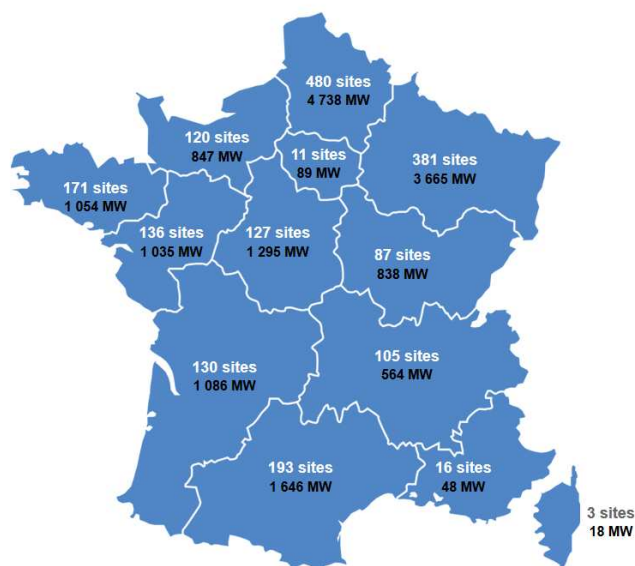 480 sites
4 738 MW
120 sites
847 MW
11 sites
89 MW
381 sites
3 665 MW
171 sites
1 054 MW
136 sites
1 035 MW
127 sites
1 295 MW
87 sites
838 MW
130 sites
1 086 MW
105 sites
564 MW
193 sites
1 646 MW
16 sites
48 MW
3 sites
18 MW